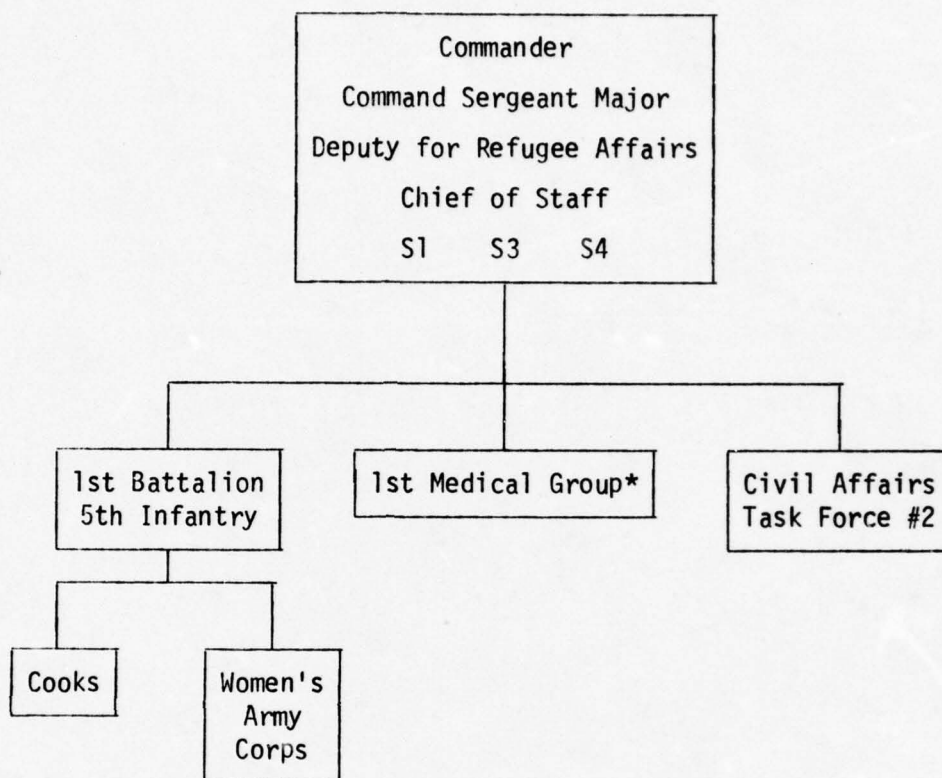 Commander
Command Sergeant Major
Deputy for Refugee Affairs
Chief of Staff
S1 S3 S4
1st Battalion
5th Infantry
1st Medical Group*
Civil Affairs
Task Force #2
Cooks
Women's
Army
Corps